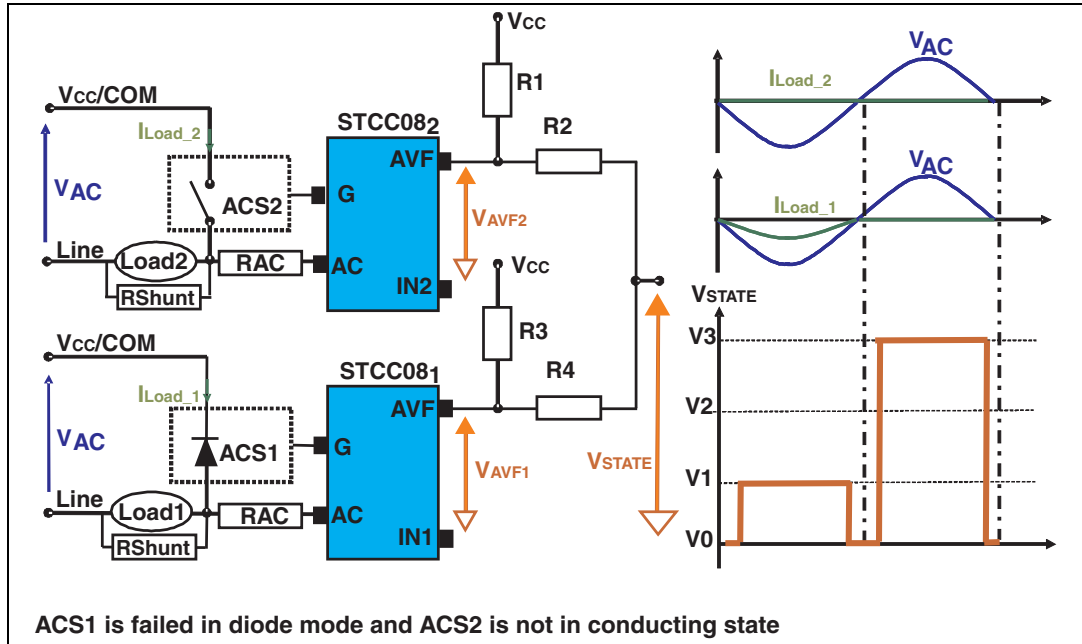 VCC
R1
R2
VCC/COM
ILoad_2
STCC082
AVF
G
ACS2
VAC
VAVF2
Line
Load2
RAC
AC
IN2
RShunt
VCC
R3
R4
VCC/COM
ILoad_1
STCC081
AVF
G
ACS1
VAC
VAVF1
VSTATE
Line
Load1
RAC
AC
IN1
RShunt
VAC
ILoad_2
VAC
ILoad_1
VSTATE
V3
V2
V1
V0
ACS1 is failed in diode mode and ACS2 is not in conducting state